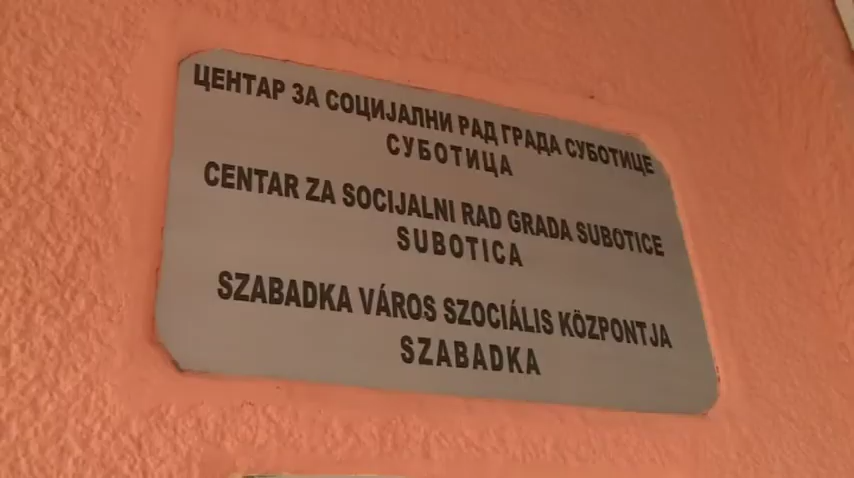 ЦЕНТАР ЗА СОЦИЈАЛНИ РАД ГРАДА СУБОТИЦЕ
СУБОТИЦА
CENTAR ZA SOCIJALNI RAD GRADA SUBOTICE
SUBOTICA
SZABADKA VÁROS SZOCIÁLIS KÖZPONTJA
SZABADKA